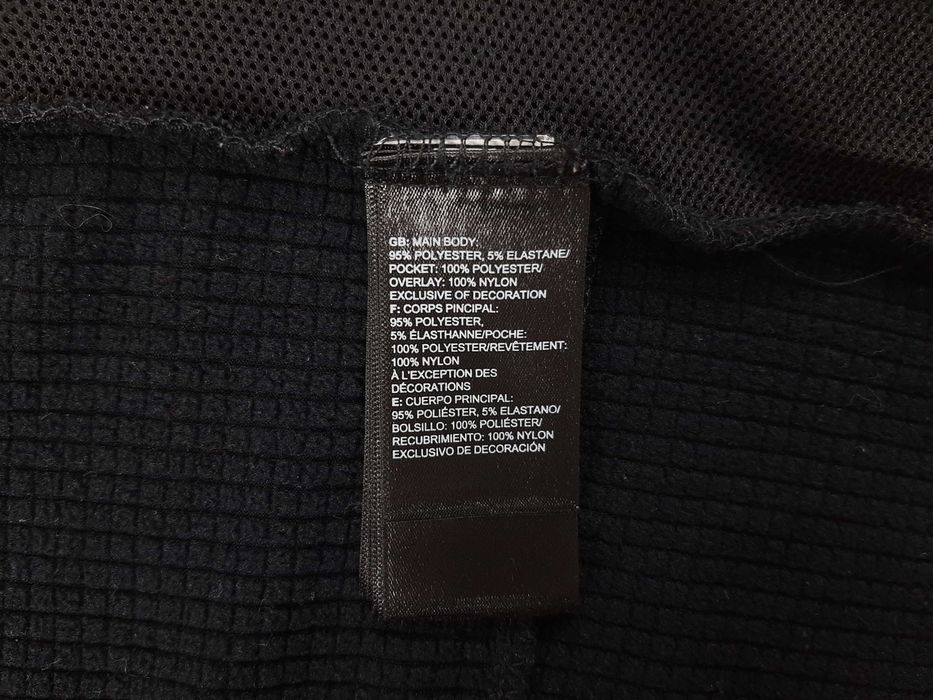 GB: MAIN BODY:
95% POLYESTER, 5% ELASTANE/
POCKET: 100% POLYESTER/
OVERLAY: 100% NYLON
EXCLUSIVE OF DECORATION
F: CORPS PINCIPAL:
95% POLYESTER,
5% ÉLASTHANNE/POCHE:
100% POLYESTER/REVÊTEMENT:
100% NYLON
À L'EXCEPTION DES
DÉCORATIONS
E: CUERPO PRINCIPAL:
95% POLIÉSTER, 5% ELASTANO/
BOLSILLO: 100% POLIÉSTER/
RECUBRIMIENTO: 100% NYLON
EXCLUSIVO DE DECORACIÓN